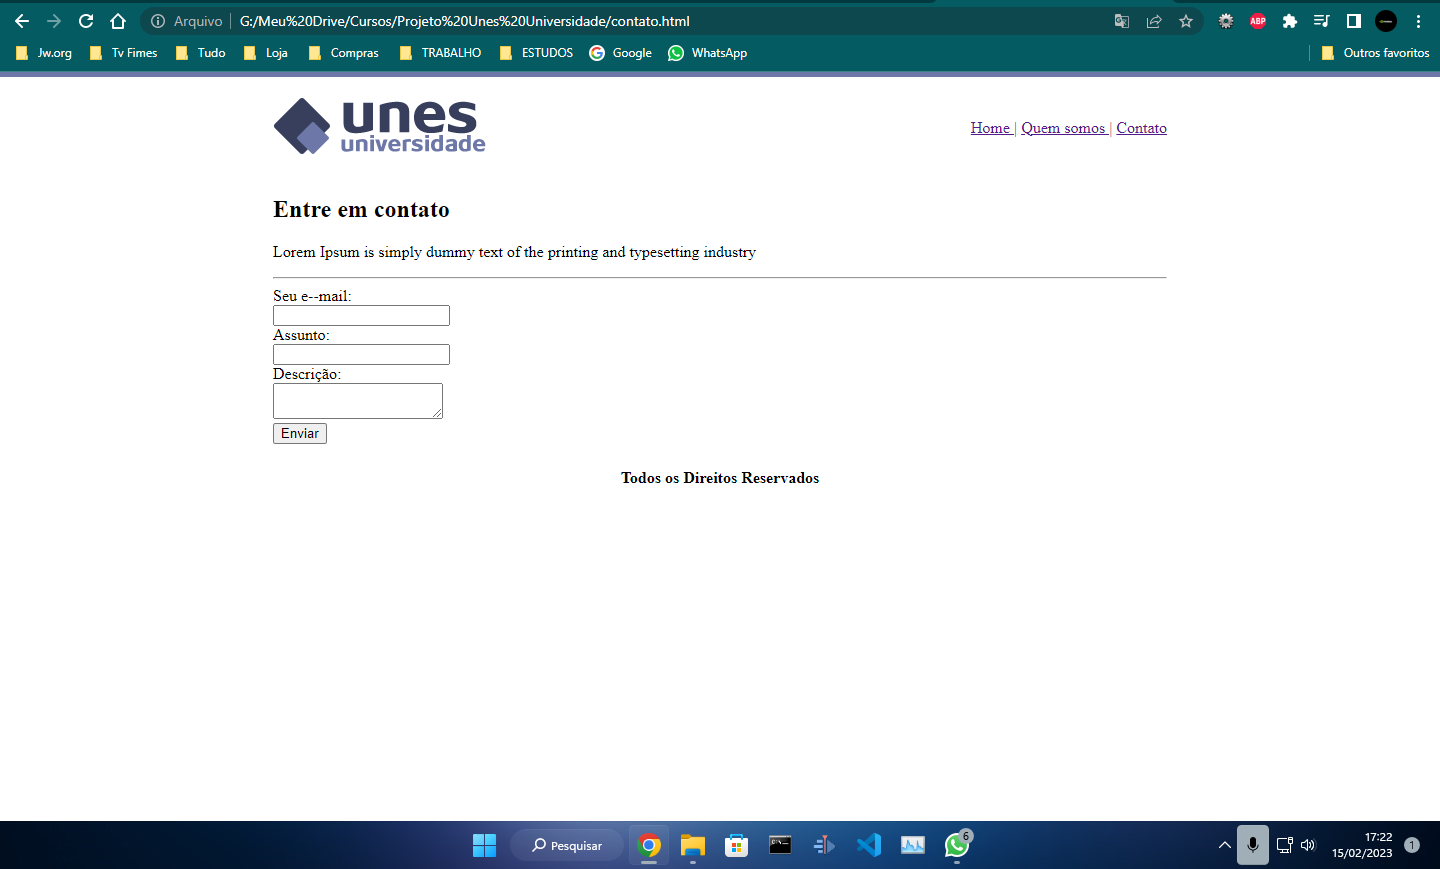 Arquivo G:/Meu%20Drive/Cursos/Projeto%20Unes%20Universidade/contato.html
ABP
Jw.org Tv Fimes Tudo Loja Compras TRABALHO ESTUDOS Google WhatsApp Outros favoritos
unes
universidade
Home | Quem somos | Contato
Entre em contato
Lorem Ipsum is simply dummy text of the printing and typesetting industry
Seu e--mail:
Assunto:
Descrição:
Enviar
Todos os Direitos Reservados
Pesquisar
6
17:22
15/02/2023
1